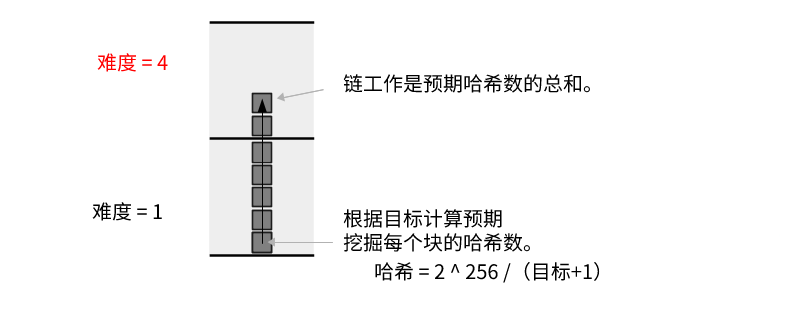 难度 = 4
链工作是预期哈希数的总和。
难度 = 1
根据目标计算预期
挖掘每个块的哈希数。
哈希 = 2 ^ 256 /（目标+1）